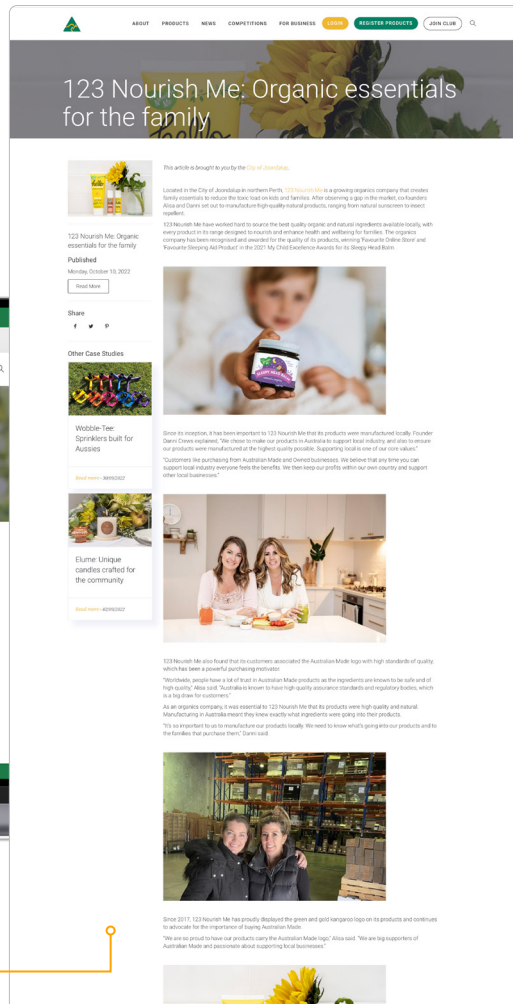 ABOUT PRODUCTS NEWS COMPETITIONS FOR BUSINESS LOGIN REGISTER PRODUCTS JOIN CLUB
123 Nourish Me: Organic essentials
for the family
hello
123 Nourish Me: Organic
essentials for the family
Published
Monday, October 10, 2022
Read More
Share
Other Case Studies
Wobble-Tee:
Sprinklers built for
Aussies
Read more - 30/09/2022
Elume: Unique
candles crafted for
the community
This article is brought to you by the City of Joondalup.
Located in the City of Joondalup in northern Perth, 123 Nourish Me is a growing organics company that creates
family essentials to reduce the toxic load on kids and families. After observing a gap in the market, co-founders
Alisa and Danni set out to manufacture high-quality natural products, ranging from natural sunscreen to insect
repellent.
123 Nourish Me have worked hard to source the best quality organic and natural ingredients available locally, with
every product in its range designed to nourish and enhance health and wellbeing for families. The organics
company has been recognised and awarded for the quality of its products, winning 'Favourite Online Store' and
'Favourite Sleeping Aid Product' in the 2021 My Child Excellence Awards for its Sleepy Head Balm.
SLEEPY HEAD BALM
Since its inception, it has been important to 123 Nourish Me that its products were manufactured locally. Founder
Danni Crews explained, "We chose to make our products in Australia to support local industry, and also to ensure
our products were manufactured at the highest quality possible. Supporting local is one of our core values."
"Customers like purchasing from Australian Made and Owned businesses. We believe that any time you can
support local industry everyone feels the benefits. We then keep our profits within our own country and support
other local businesses."
123 Nourish Me also found that its customers associated the Australian Made logo with high standards of quality,
which has been a powerful purchasing motivator.
"Worldwide, people have a lot of trust in Australian Made products as the ingredients are known to be safe and of
high quality," Alisa said. "Australia is known to have high quality assurance standards and regulatory bodies, which
is a big draw for customers."
As an organics company, it was essential to 123 Nourish Me that its products were high quality and natural.
Manufacturing in Australia meant they knew exactly what ingredients were going into their products.
"It's so important to us to manufacture our products locally. We need to know what's going into our products and to
the families that purchase them," Danni said.
Since 2017, 123 Nourish Me has proudly displayed the green and gold kangaroo logo on its products and continues
to advocate for the importance of buying Australian Made.
"We are so proud to have our products carry the Australian Made logo," Alisa said. "We are big supporters of
Australian Made and passionate about supporting local businesses."